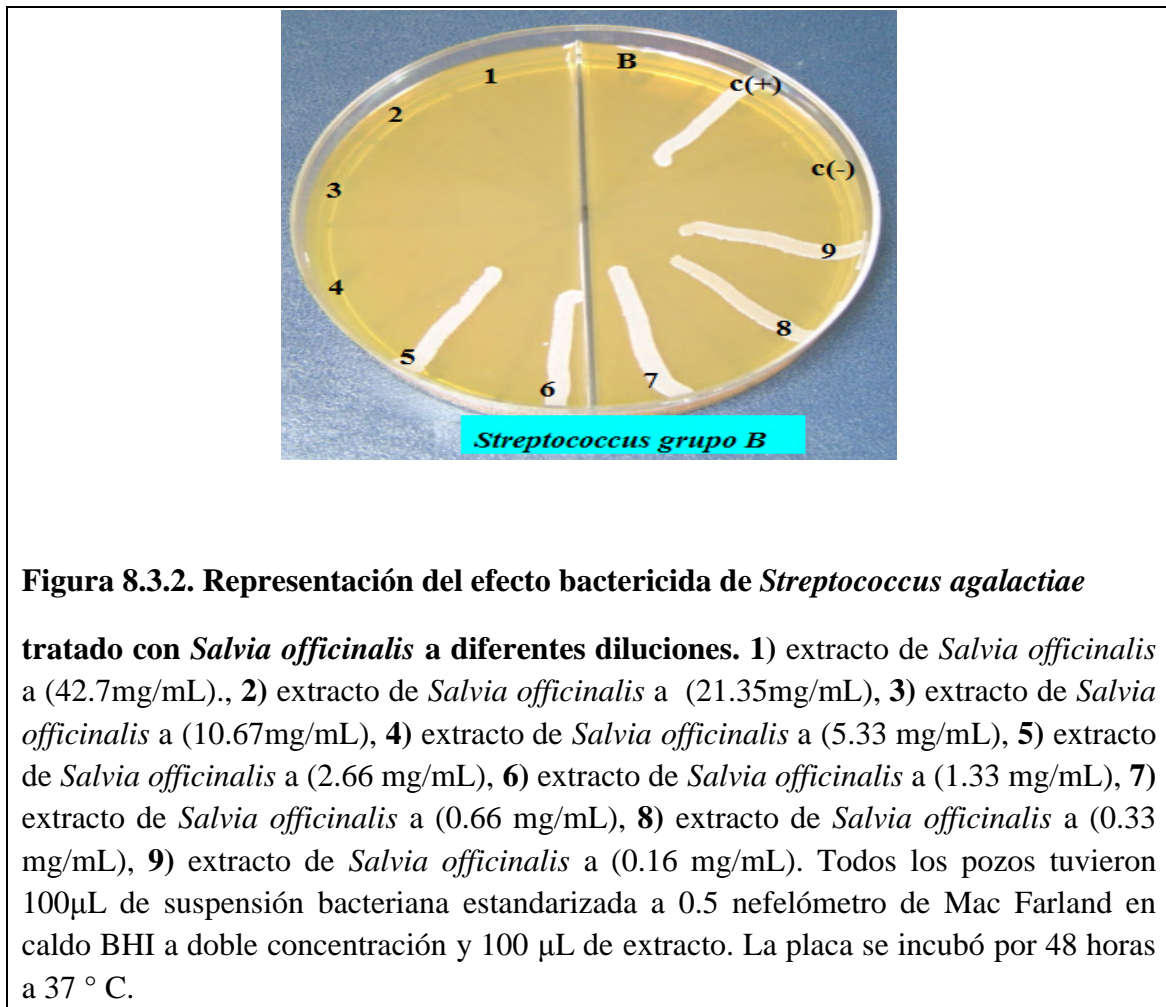 B
1
c(+)
2
c(-)
3
9
4
8
5
7
6
Streptococcus grupo B
Figura 8.3.2. Representación del efecto bactericida de Streptococcus agalactiae
tratado con Salvia officinalis a diferentes diluciones. 1) extracto de Salvia officinalis
a (42.7mg/mL)., 2) extracto de Salvia officinalis a (21.35mg/mL), 3) extracto de Salvia
officinalis a (10.67mg/mL), 4) extracto de Salvia officinalis a (5.33 mg/mL), 5) extracto
de Salvia officinalis a (2.66 mg/mL), 6) extracto de Salvia officinalis a (1.33 mg/mL), 7)
extracto de Salvia officinalis a (0.66 mg/mL), 8) extracto de Salvia officinalis a (0.33
mg/mL), 9) extracto de Salvia officinalis a (0.16 mg/mL). Todos los pozos tuvieron
100μL de suspensión bacteriana estandarizada a 0.5 nefelómetro de Mac Farland en
caldo BHI a doble concentración y 100 μL de extracto. La placa se incubó por 48 horas
a 37 ° C.